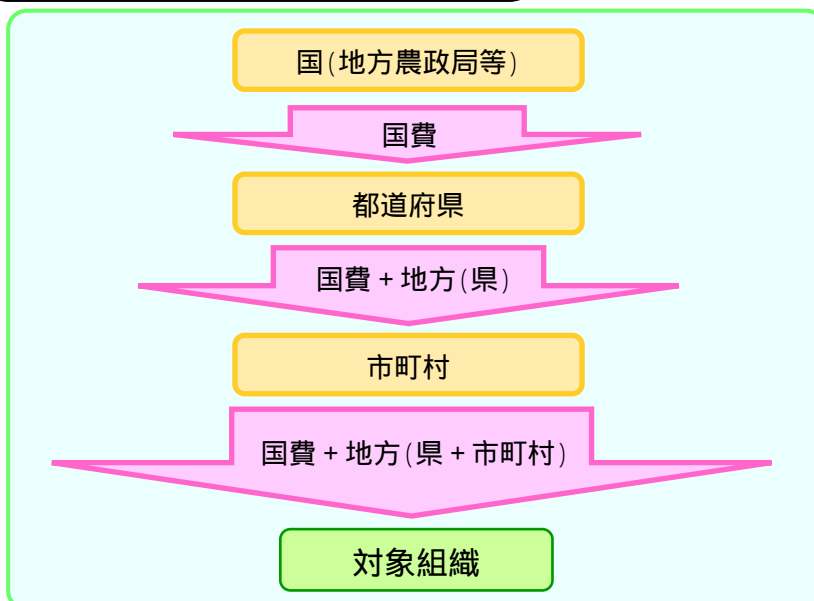 国(地方農政局等)
国費
都道府県
国費+地方(県)
市町村
国費+地方(県+市町村)
対象組織